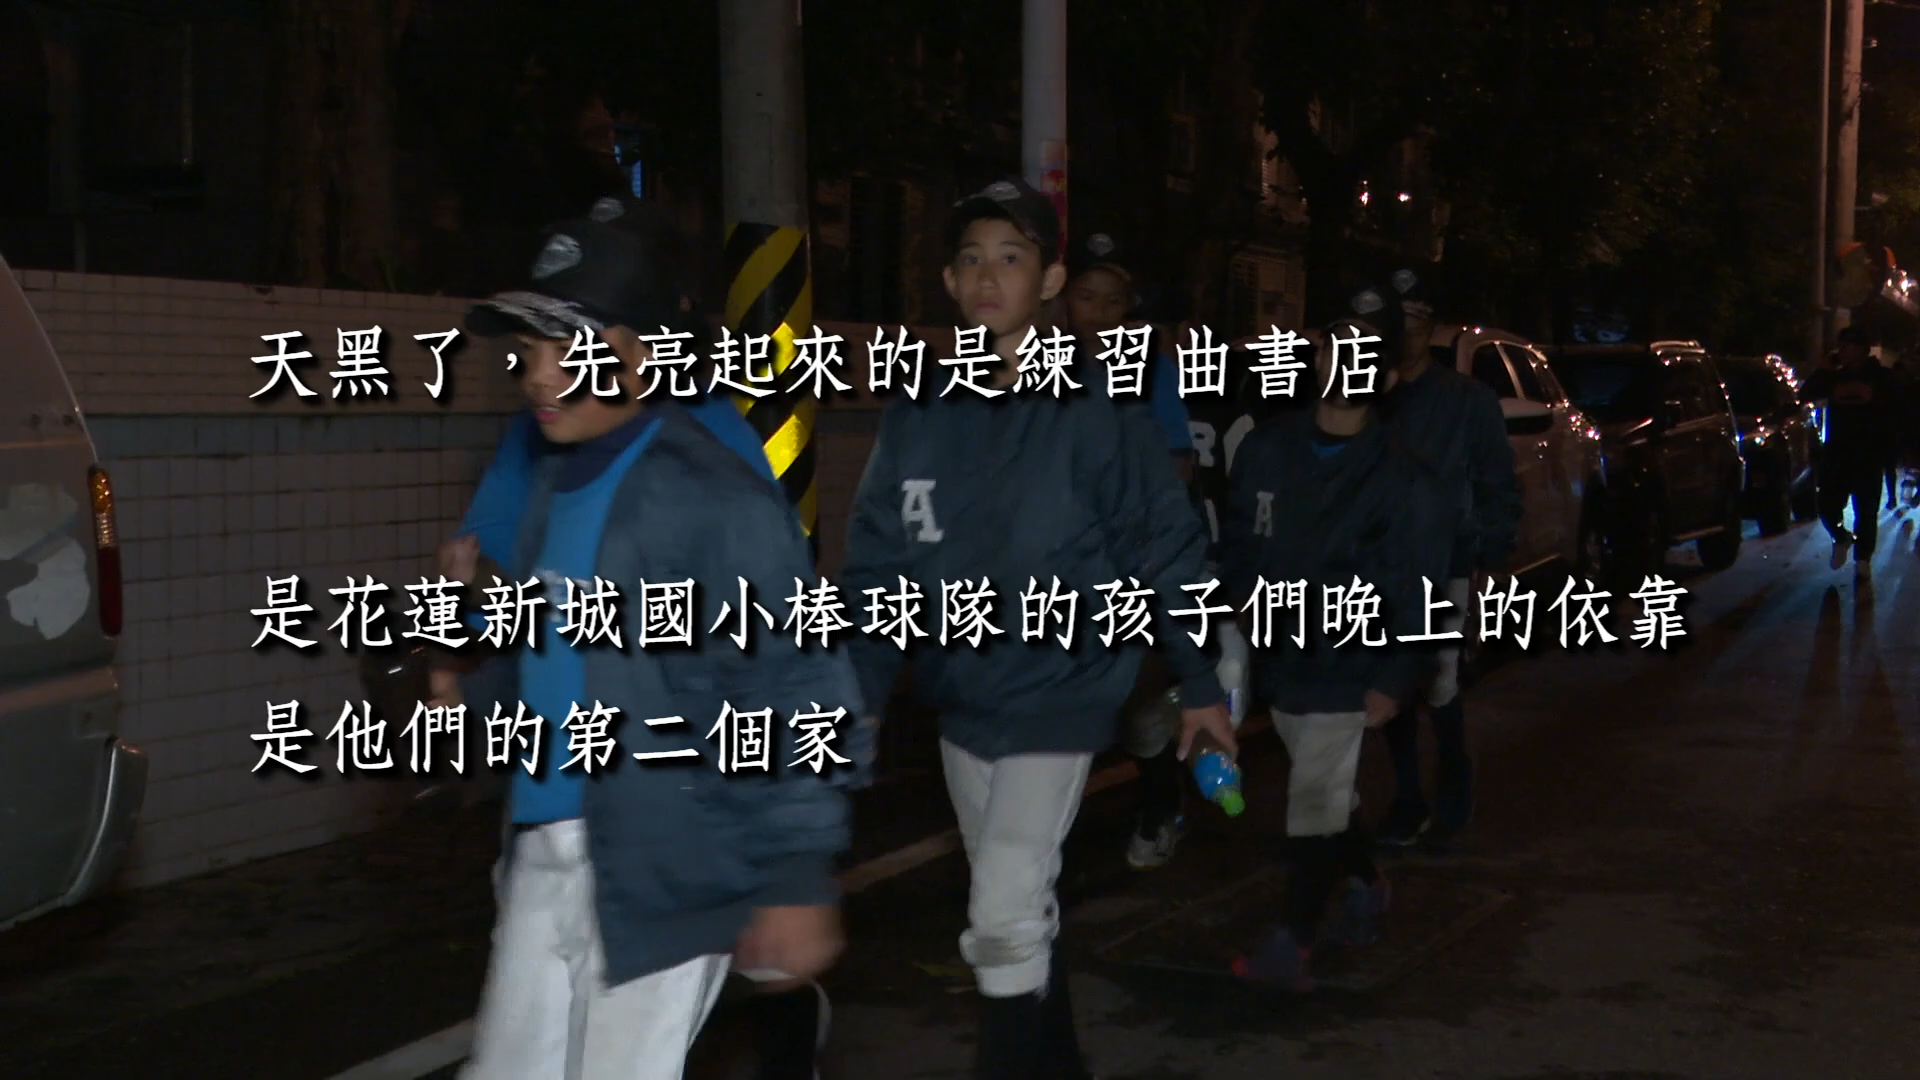 天黑了，先亮起來的是練習曲書店
是花蓮新城國小棒球隊的孩子們晚上的依靠
是他們的第二個家
A
A